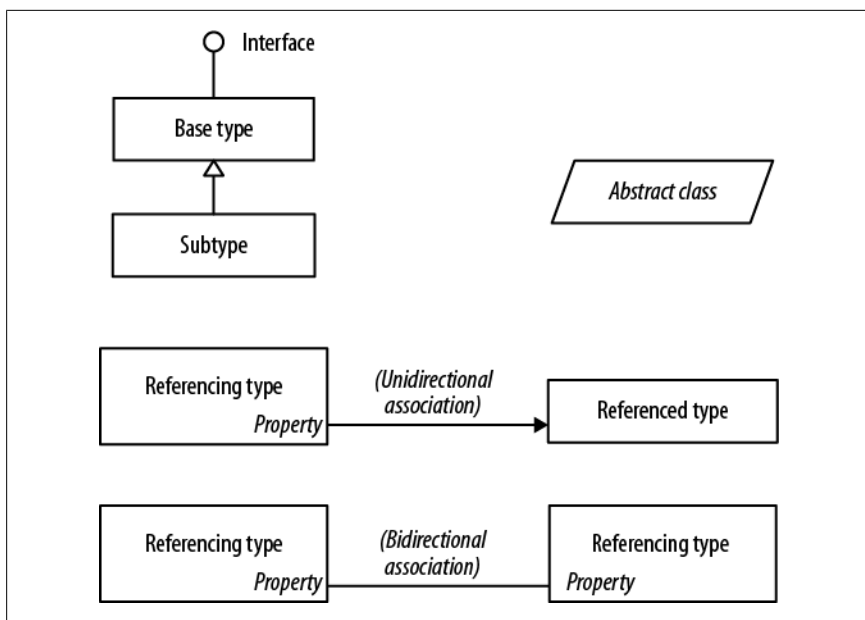 Interface
Base type
Abstract class
Subtype
(Unidirectional
association)
Referencing type
Property
Referenced type
(Bidirectional
association)
Referencing type
Property
Referencing type
Property